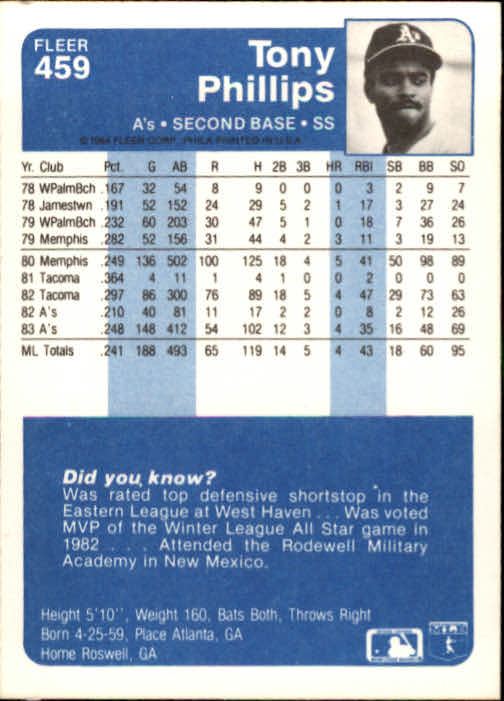 FLEER
459
Tony
Phillips
A's • SECOND BASE • SS
© 1984 FLEER CORP. PHILA PRINTED IN U.S.A.
Yr. Club Pct. G AB R H 2B 3B HR RBI SB BB SO
78 WPalmBch .167 32 54 8 9 0 0 0 3 2 9 7
78 Jamestwn .191 52 152 24 29 5 2 1 17 3 27 24
79 WPalmBch .232 60 203 30 47 5 1 0 18 7 36 26
79 Memphis .282 52 156 31 44 4 2 3 11 3 19 13
80 Memphis .249 136 502 100 125 18 4 5 41 50 98 89
81 Tacoma .364 4 11 1 4 1 0 0 2 0 0 0
82 Tacoma .297 86 300 76 89 18 5 4 47 29 73 63
82 A's .210 40 81 11 17 2 2 0 8 2 12 26
83 A's .248 148 412 54 102 12 3 4 35 16 48 69
ML Totals .241 188 493 65 119 14 5 4 43 18 60 95
Did you know?
Was rated top defensive shortstop in the
Eastern League at West Haven ... Was voted
MVP of the Winter League All Star game in
1982 . . . Attended the Rodewell Military
Academy in New Mexico.
Height 5'10'', Weight 160, Bats Both, Throws Right
Born 4-25-59, Place Atlanta, GA
Home Roswell, GA